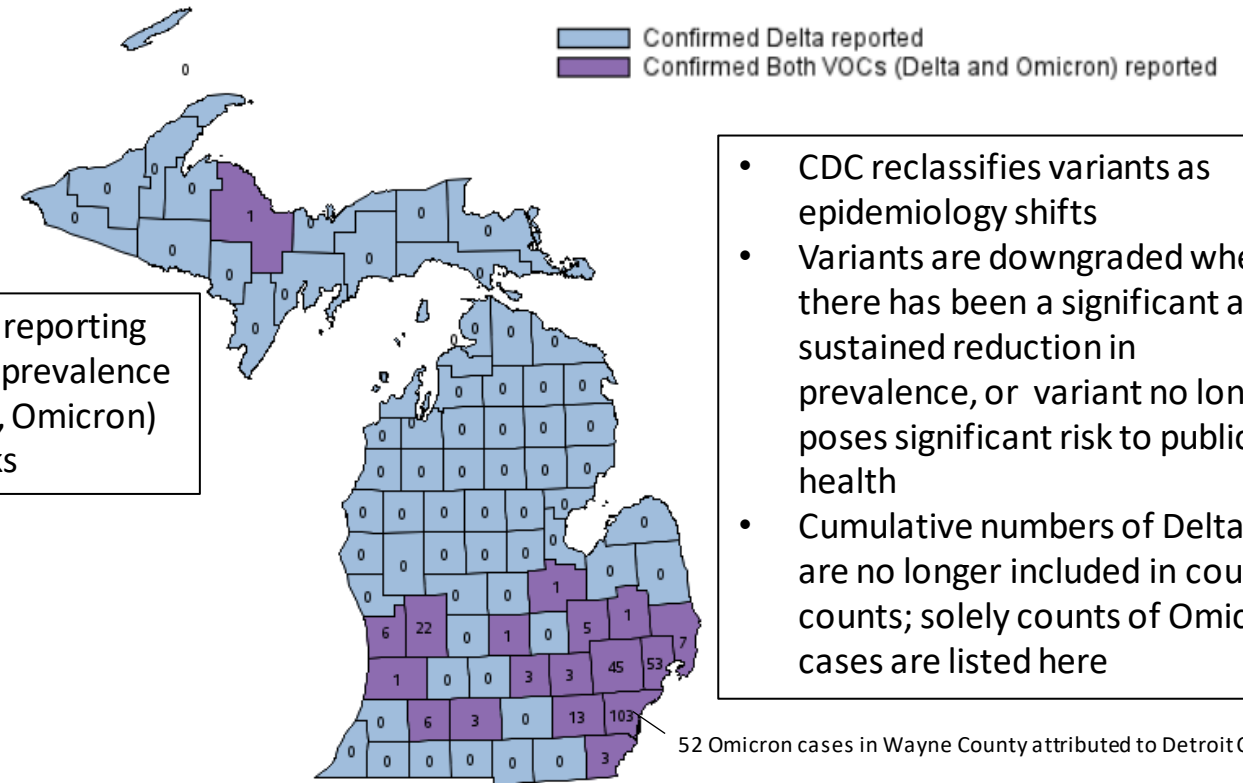 Confirmed Delta reported
Confirmed Both VOCs (Delta and Omicron) reported
0
0
0
0
0
0
1
0
0
0
0
0
0
0
0
0
0
reporting
prevalence
, Omicron)
ks
• CDC reclassifies variants as
epidemiology shifts
• Variants are downgraded whe
there has been a significant a
sustained reduction in
prevalence, or variant no lon
poses significant risk to public
health
• Cumulative numbers of Delta
are no longer included in cou
counts; solely counts of Omic
cases are listed here
0 0 0 0
0 0 0 0
0 0 0 0 0 0
0 0 0 0 0 0
0 0 0 0 0 0 0
0 0 0 0 0 0
0 0 0 1 0 0
6 22 0 1 0 5 1 7
1 0 0 3 3 45 53
0 6 3 0 13 103
0 0 0 0 0 0 3
52 Omicron cases in Wayne County attributed to Detroit C